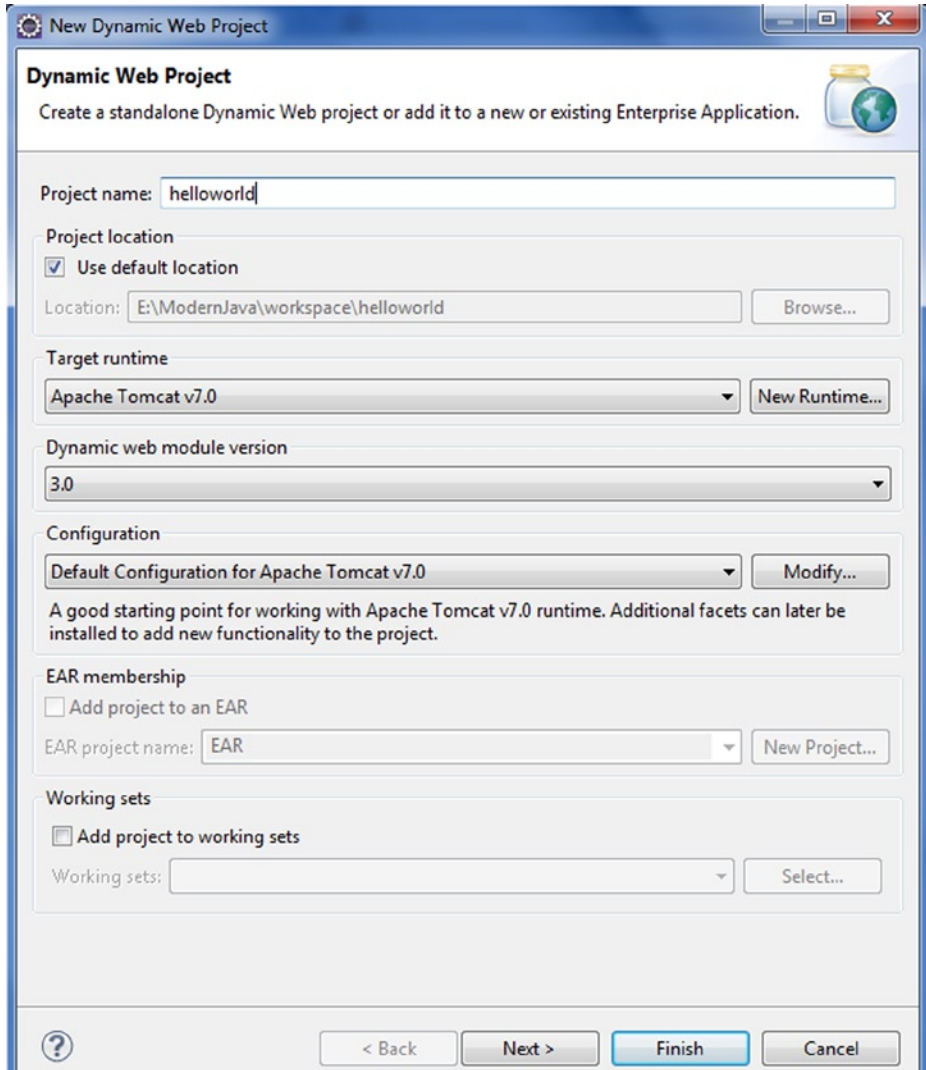 New Dynamic Web Project
Dynamic Web Project
Create a standalone Dynamic Web project or add it to a new or existing Enterprise Application.
Project name: helloworld
Project location
Use default location
Location: E:\ModernJava\workspace\helloworld Browse...
Target runtime
Apache Tomcat v7.0 New Runtime...
Dynamic web module version
3.0
Configuration
Default Configuration for Apache Tomcat v7.0 Modify...
A good starting point for working with Apache Tomcat v7.0 runtime. Additional facets can later be
installed to add new functionality to the project.
EAR membership
Add project to an EAR
EAR project name: EAR New Project...
Working sets
Add project to working sets
Working sets: Select...
? < Back Next > Finish Cancel